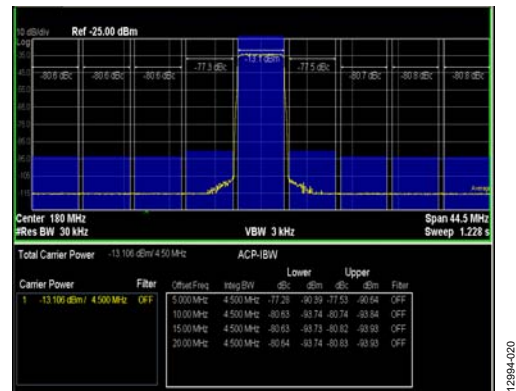 10 dB/div Ref -25.00 dBm
Log
-13.1 dBm
-77.3 dBc -77.5 dBc
-80.6 dBc -80.6 dBc -80.6 dBc -80.7 dBc -80.8 dBc -80.8 dBc
-115
Average
Center 180 MHz Span 44.5 MHz
#Res BW 30 kHz VBW 3 kHz Sweep 1.228 s
Total Carrier Power -13.106 dBm/ 4.50 MHz ACP-IBW
Lower Upper
Carrier Power Filter Offset Freq Integ BW dBc dBm dBc dBm Filter
1 -13.106 dBm / 4.500 MHz OFF 5.000 MHz 4.500 MHz -77.28 -90.39 -77.53 -90.64 OFF
10.00 MHz 4.500 MHz -80.63 -93.74 -80.74 -93.84 OFF
15.00 MHz 4.500 MHz -80.63 -93.73 -80.82 -93.93 OFF
20.00 MHz 4.500 MHz -80.64 -93.74 -80.83 -93.93 OFF
12994-020